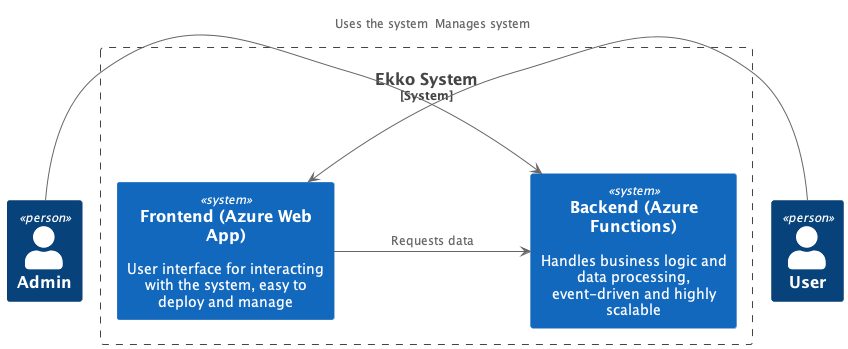 Uses the system Manages system
Ekko System
[System]
«person»
Admin
«system»
Frontend (Azure Web
App)
User interface for interacting
with the system, easy to
deploy and manage
Requests data
«system»
Backend (Azure
Functions)
Handles business logic and
data processing,
event-driven and highly
scalable
«person»
User